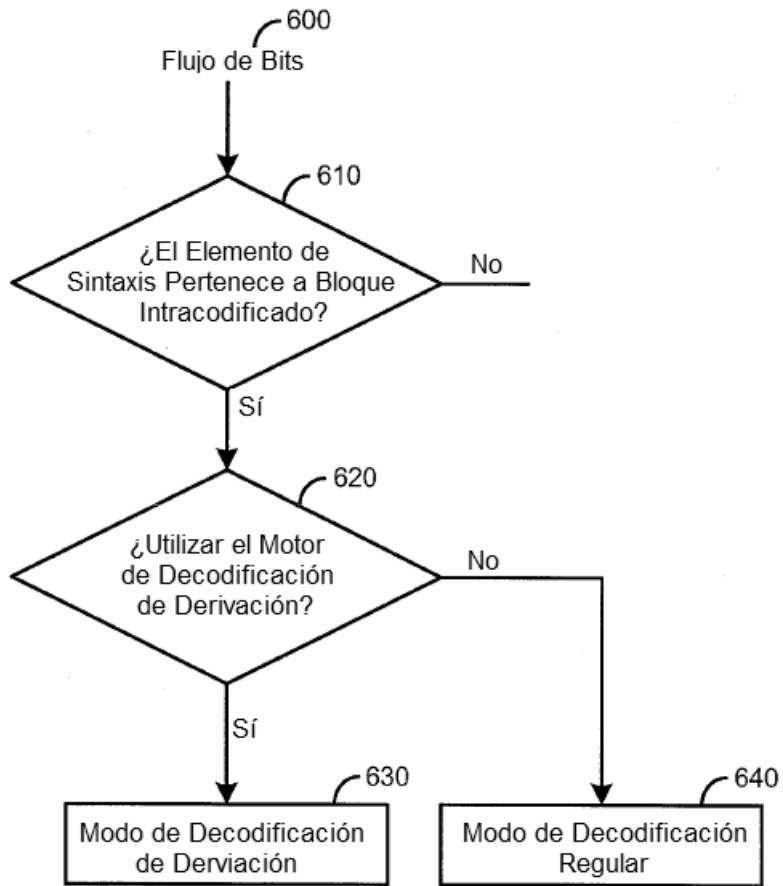 600
Flujo de Bits
610
¿El Elemento de
Sintaxis Pertenece a Bloque
Intracodificado?
No
Sí
620
¿Utilizar el Motor
de Decodificación
de Derivación?
No
Sí
630
Modo de Decodificación
de Derviación
640
Modo de Decodificación
Regular